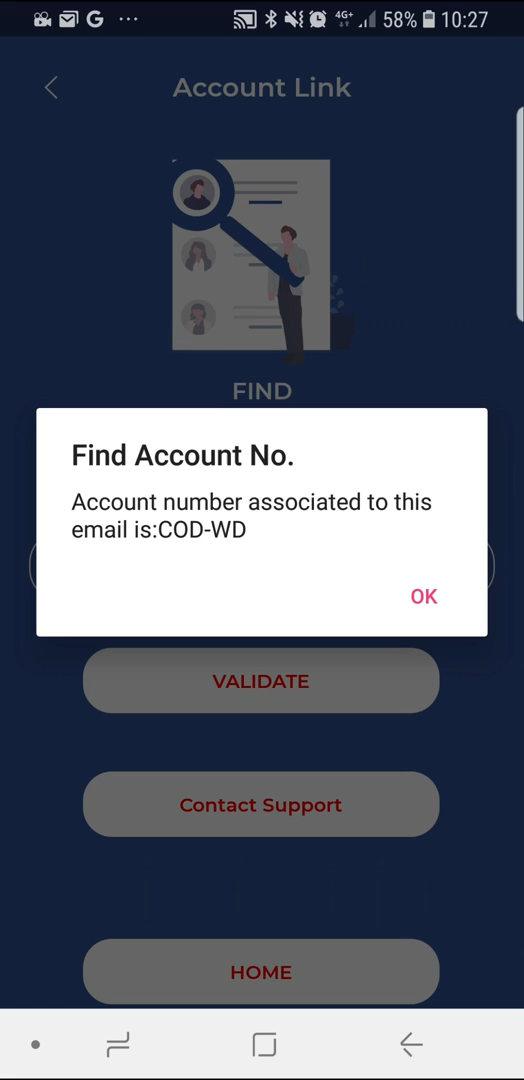 4G+ 58% 10:27
Account Link
FIND
Find Account No.
Account number associated to this
email is:COD-WD
OK
VALIDATE
Contact Support
HOME